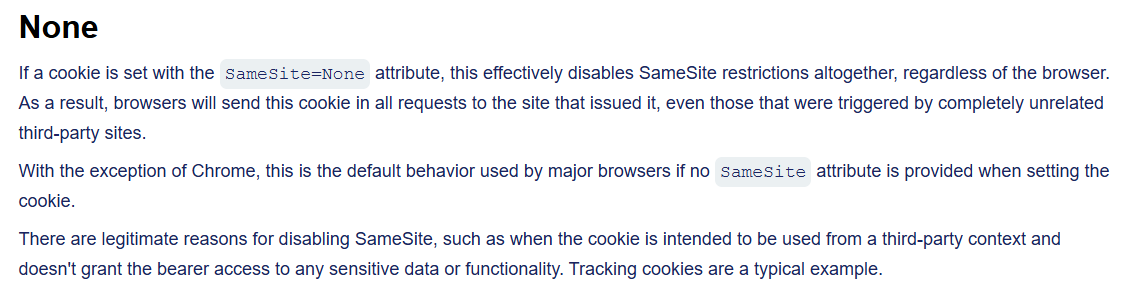 None
If a cookie is set with the SameSite=None attribute, this effectively disables SameSite restrictions altogether, regardless of the browser.
As a result, browsers will send this cookie in all requests to the site that issued it, even those that were triggered by completely unrelated
third-party sites.
With the exception of Chrome, this is the default behavior used by major browsers if no SameSite attribute is provided when setting the
cookie.
There are legitimate reasons for disabling SameSite, such as when the cookie is intended to be used from a third-party context and
doesn't grant the bearer access to any sensitive data or functionality. Tracking cookies are a typical example.